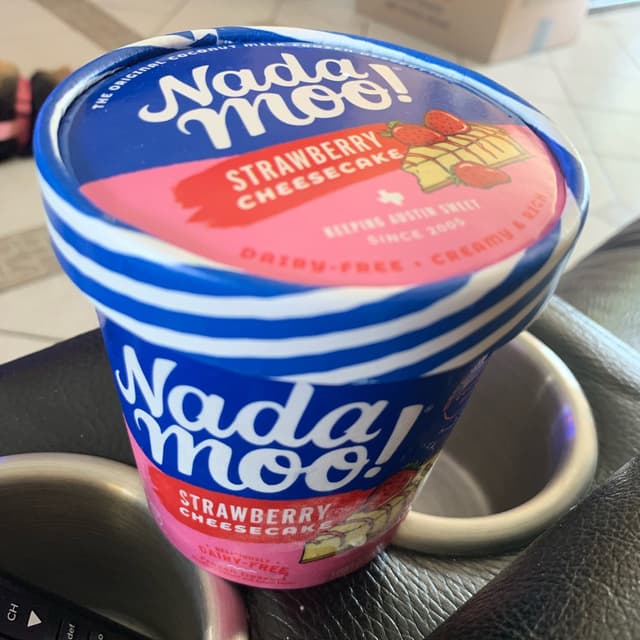 THE ORIGINAL COCONUT MILK FROZEN
Nada
moo!
STRAWBERRY
CHEESECAKE
KEEPING AUSTIN SWEET
SINCE 2005
DAIRY-FREE • CREAMY & RICH
Nada
moo!
STRAWBERRY
CHEESECAKE
DAIRY-FREE
CH
def